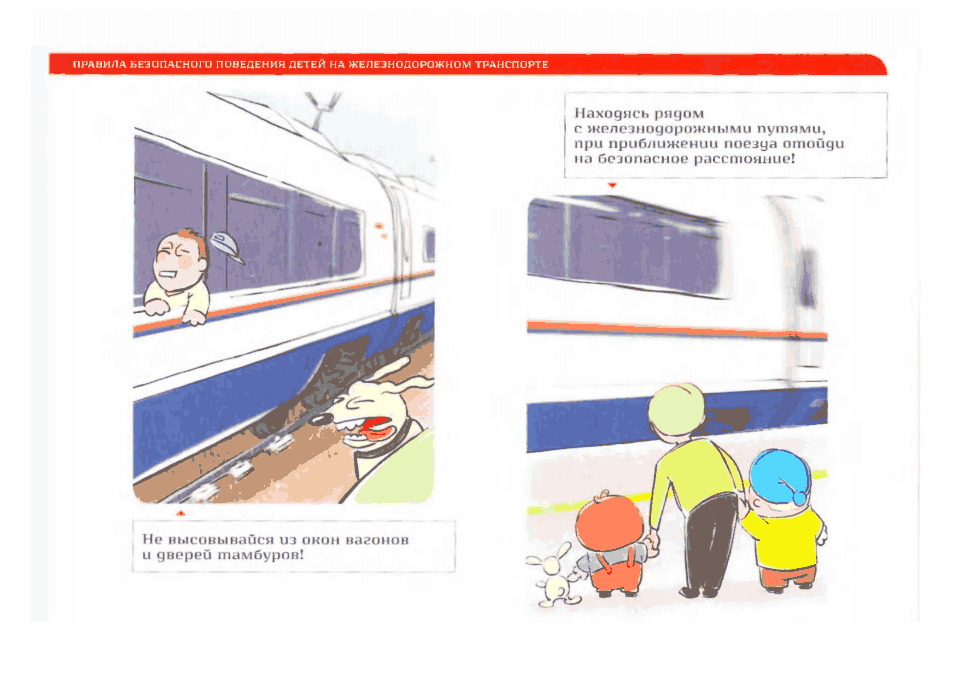 ПРАВИЛА БЕЗОПАСНОГО ПОВЕДЕНИЯ ДЕТЕЙ НА ЖЕЛЕЗНОДОРОЖНОМ ТРАНСПОРТЕ
Находясь рядом
с железнодорожными путями,
при приближении поезда отойди
на безопасное расстояние!
Не высовывайся из окон вагонов
и дверей тамбуров!